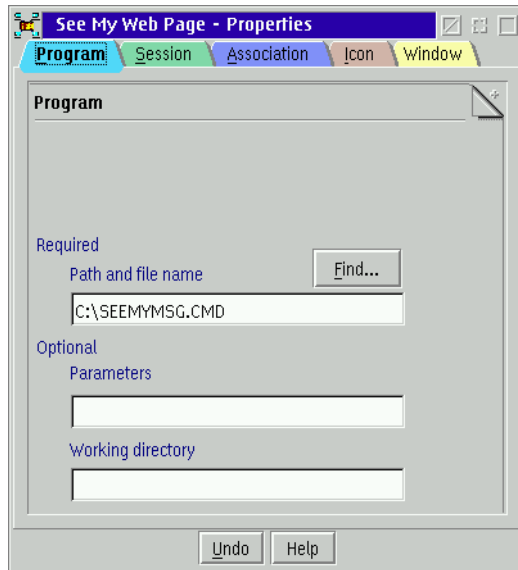 See My Web Page - Properties
Program Session Association Icon Window
Program
Required
Path and file name Find...
C:\SEEMYMSG.CMD
Optional
Parameters
Working directory
Undo Help